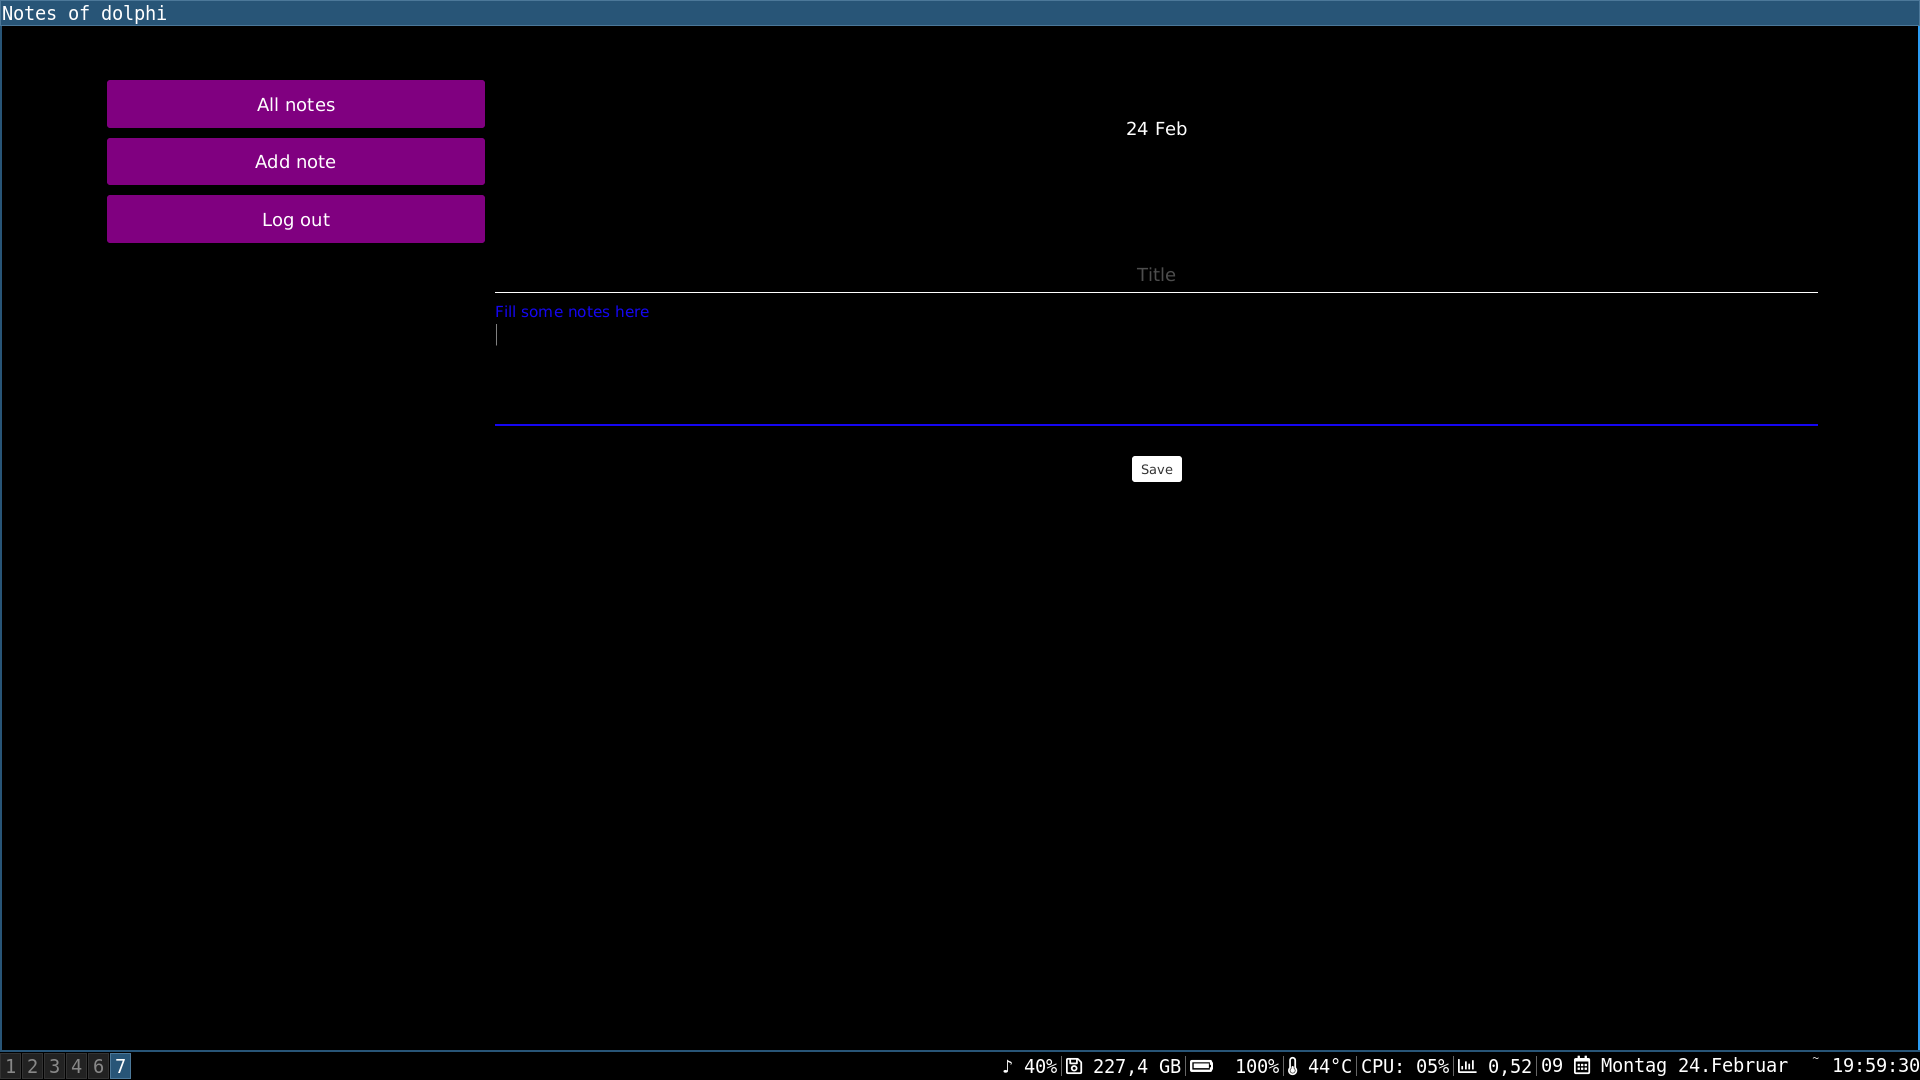 Notes of dolphi
All notes
Add note
Log out
24 Feb
Title
Fill some notes here
Save
1 2 3 4 6 7
♪ 40% 227,4 GB 100% 44°C CPU: 05% 0,52 09 Montag 24.Februar ~ 19:59:30